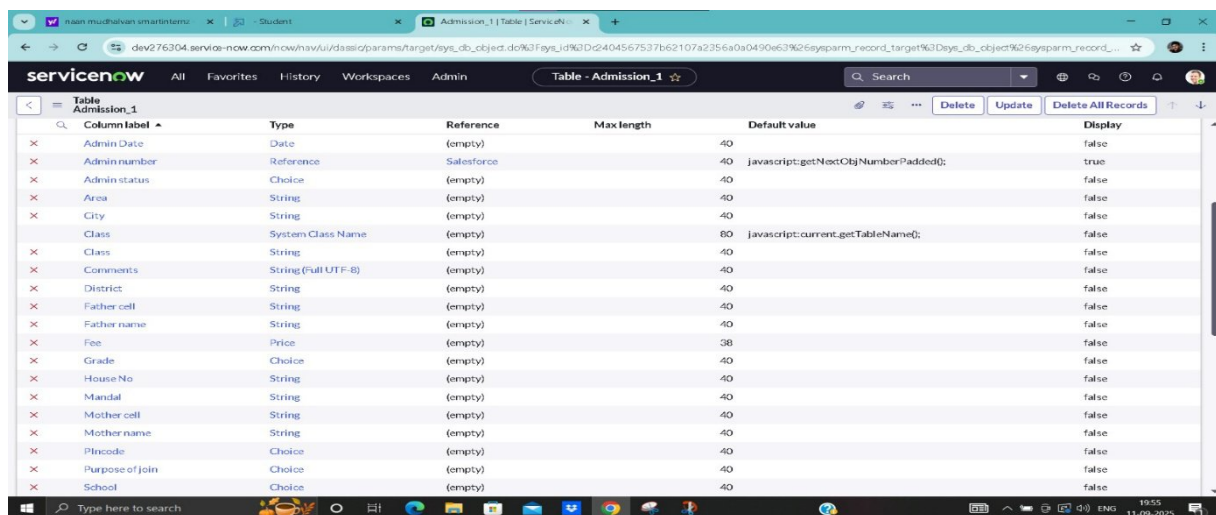 naan mudhalvan smartinterna
- Student
Admission_1 | Table | ServiceNo
dev276304.service-now.com/now/nav/ui/classic/params/target/sys_db_object.do%3Fsys_id%3Dc2404567537b62107a2356a0a0490e63%26sysparm_record_target%3Dsys_db_object%26sysparm_record_...
servicenow All Favorites History Workspaces Admin Table - Admission_1 Search
Table
Admission_1
Delete Update Delete All Records
Column label Type Reference Max length Default value Display
Admin Date Date (empty) 40 false
Admin number Reference Salesforce 40 javascript:getNextObjNumberPadded(); true
Admin status Choice (empty) 40 false
Area String (empty) 40 false
City String (empty) 40 false
Class System Class Name (empty) 80 javascript:current.getTableName(); false
Class String (empty) 40 false
Comments String (Full UTF-8) (empty) 40 false
District String (empty) 40 false
Father cell String (empty) 40 false
Father name String (empty) 40 false
Fee Price (empty) 38 false
Grade Choice (empty) 40 false
House No String (empty) 40 false
Mandal String (empty) 40 false
Mother cell String (empty) 40 false
Mother name String (empty) 40 false
PIncode Choice (empty) 40 false
Purpose of join Choice (empty) 40 false
School Choice (empty) 40 false
Type here to search
ENG
19:55
11-09-2025